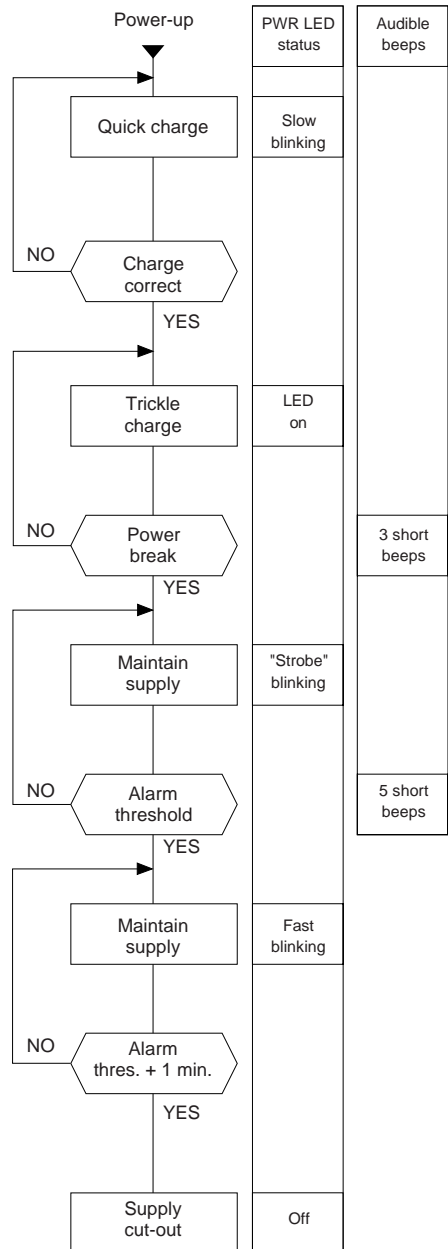 Power-up
PWR LED
status
Audible
beeps
Quick charge
Slow
blinking
NO
Charge
correct
YES
Trickle
charge
LED
on
NO
Power
break
3 short
beeps
YES
Maintain
supply
"Strobe"
blinking
NO
Alarm
threshold
5 short
beeps
YES
Maintain
supply
Fast
blinking
NO
Alarm
thres. + 1 min.
YES
Supply
cut-out
Off